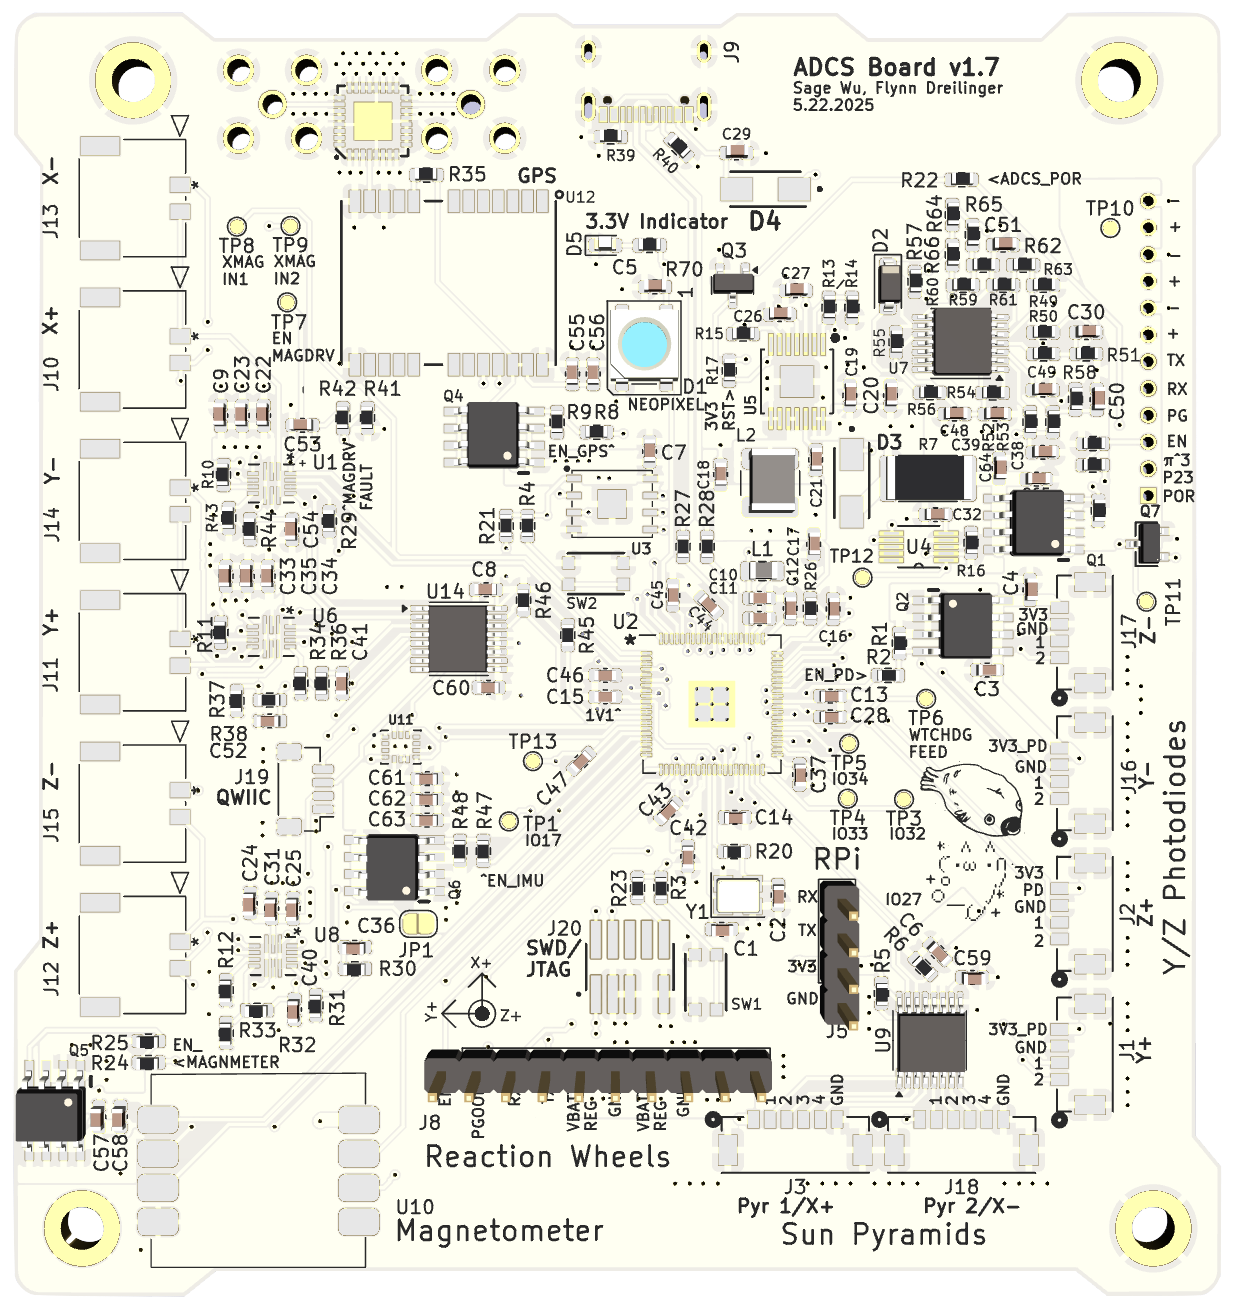 ADCS Board v1.7
Sage Wu, Flynn Dreilinger
5.22.2025
J9
R39
R40
C29
D4
R35
GPS
U12
3.3V Indicator
D5
C5
R70
1
Q3
D2
R22
<ADCS_POR
R64
R65
C51
R66
R57
R62
R63
R60
R59
R61
R49
R50
C30
R51
R58
C49
C50
TP10
-
+
-
+
-
+
TX
RX
PG
EN
π^3
P23
POR
X-
J13
X+
J10
Y-
J14
Y+
J11
Z-
J15
Z+
J12
TP8
XMAG
IN1
TP9
XMAG
IN2
TP7
EN
MAGDRV
C55
C56
D1
NEOPIXEL
R15
R17
3V3
RST>
C27
R13
R14
R55
U7
U5
C19
C20
R56
R54
C48
C39
R52
R53
C38
C64
C9
C23
C22
R42
R41
C53
U1
R10
R43
R44
C54
R29
^MAGDRV
FAULT
Q4
R9
R8
EN_GPS^
C7
L2
C18
C21
D3
R7
C32
U4
R16
Q1
Q7
TP11
R21
R4
R27
R28
U3
SW2
L1
C17
TP12
C10
C11
C12
R26
C16
C45
C44
U2
C33
C35
C34
U6
R11
R34
R36
C41
R37
R38
C52
U14
C8
R46
R45
C60
C46
C15
1V1^
Q2
R1
R2
EN_PD>
C13
C28
C3
C4
3V3
GND
1
2
J17
Z-
TP6
WTCHDG
FEED
TP5
IO34
TP4
IO33
TP3
IO32
C37
3V3_PD
GND
1
2
J16
Y-
Y/Z Photodiodes
U11
J19
QWIIC
C61
C62
C63
TP13
C47
R48
R47
TP1
IO17
Q6
^EN_IMU
C36
JP1
C24
C31
C25
U8
R12
C40
R30
R33
R32
R31
C43
C42
C14
R20
R23
R3
Y1
C2
C1
J20
SWD/
JTAG
SW1
RPi
RX
TX
3V3
GND
J5
IO27
C6
R6
C59
R5
U9
3V3
PD
GND
1
2
J2
Z+
3V3_PD
GND
1
2
J1
Y+
X+
Y+
Z+
R25
R24
EN_
<MAGNMETER
Q5
C57
C58
U10
Magnetometer
J8
PGOO
VBAT
REG-
VBAT
REG-
Reaction Wheels
1
2
3
4
GND
J3
Pyr 1/X+
1
2
3
4
GND
J18
Pyr 2/X-
Sun Pyramids